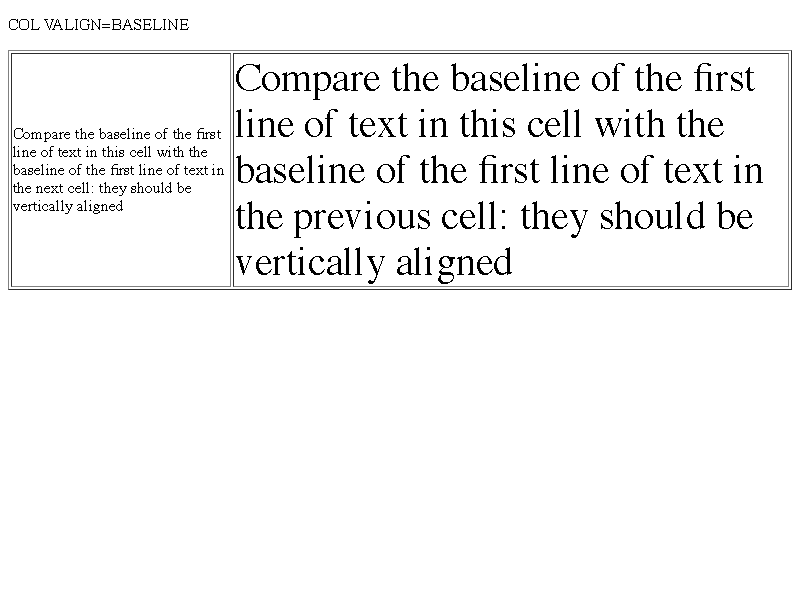 COL VALIGN=BASELINE
Compare the baseline of the first
line of text in this cell with the
baseline of the first line of text in
the next cell: they should be
vertically aligned
Compare the baseline of the first
line of text in this cell with the
baseline of the first line of text in
the previous cell: they should be
vertically aligned